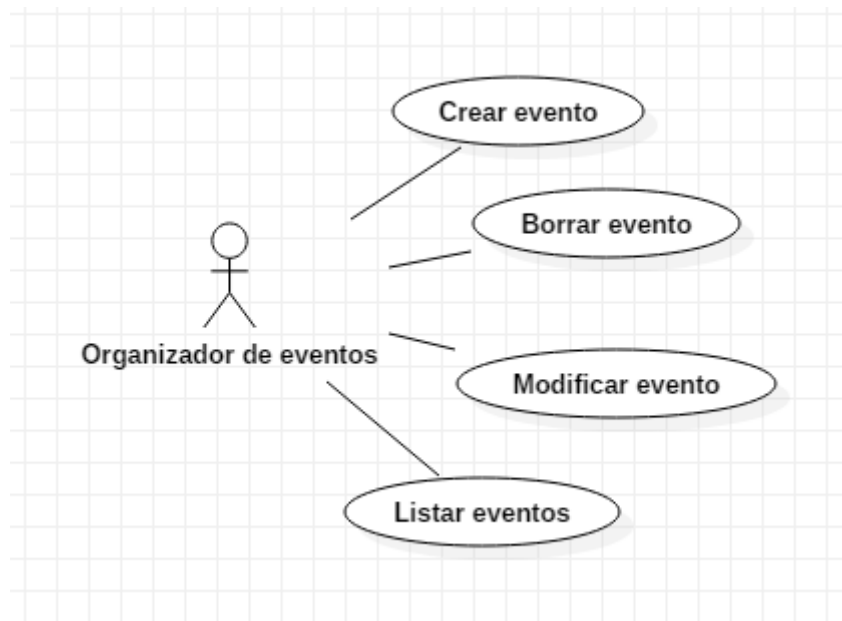 Crear evento
Borrar evento
Organizador de eventos
Modificar evento
Listar eventos